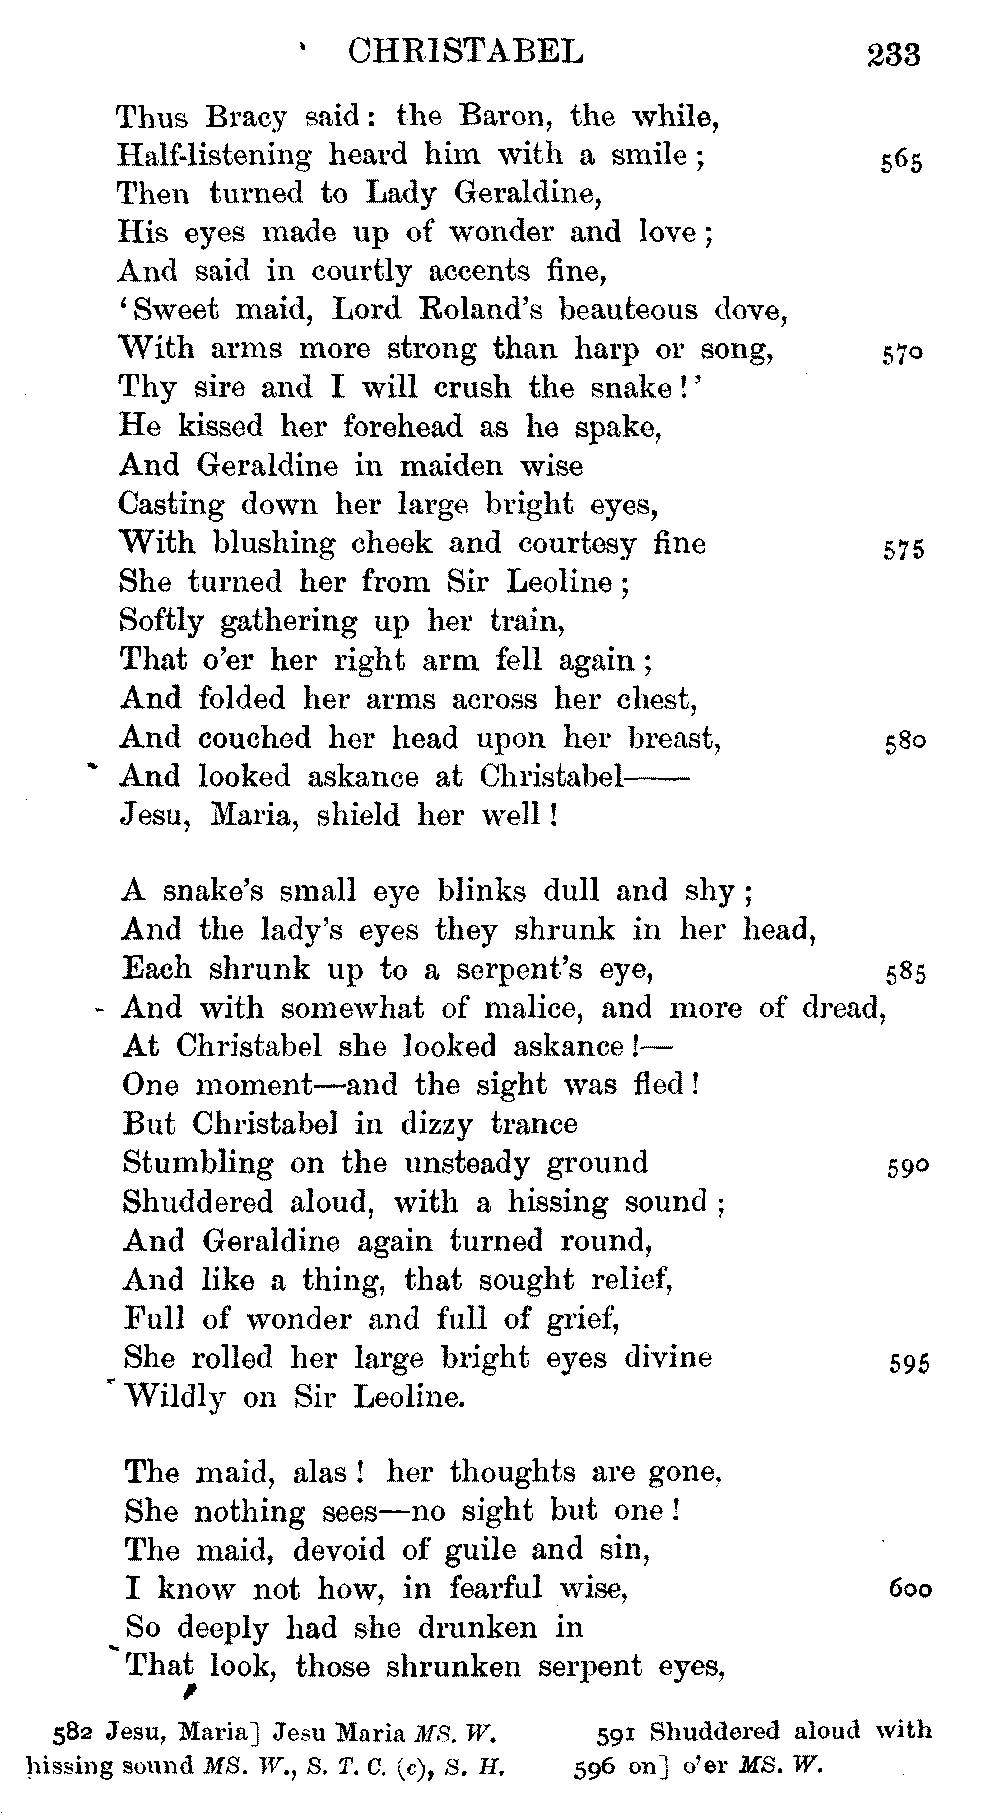 CHRISTABEL 233
Thus Bracy said: the Baron, the while,
Half-listening heard him with a smile; 565
Then turned to Lady Geraldine,
His eyes made up of wonder and love;
And said in courtly accents fine,
‘Sweet maid, Lord Roland’s beauteous dove,
With arms more strong than harp or song, 570
Thy sire and I will crush the snake!’
He kissed her forehead as he spake,
And Geraldine in maiden wise
Casting down her large bright eyes,
With blushing cheek and courtesy fine 575
She turned her from Sir Leoline;
Softly gathering up her train,
That o’er her right arm fell again;
And folded her arms across her chest,
And couched her head upon her breast, 580
And looked askance at Christabel——
Jesu, Maria, shield her well!

A snake’s small eye blinks dull and shy;
And the lady’s eyes they shrunk in her head,
Each shrunk up to a serpent’s eye, 585
And with somewhat of malice, and more of dread,
At Christabel she looked askance!—
One moment—and the sight was fled!
But Christabel in dizzy trance
Stumbling on the unsteady ground 590
Shuddered aloud, with a hissing sound;
And Geraldine again turned round,
And like a thing, that sought relief,
Full of wonder and full of grief,
She rolled her large bright eyes divine 595
Wildly on Sir Leoline.

The maid, alas! her thoughts are gone,
She nothing sees—no sight but one!
The maid, devoid of guile and sin,
I know not how, in fearful wise, 600
So deeply had she drunken in
That look, those shrunken serpent eyes,

582 Jesu, Maria] Jesu Maria MS. W. 591 Shuddered aloud with
hissing sound MS. W., S. T. C. (c), S. H. 596 on] o’er MS. W.